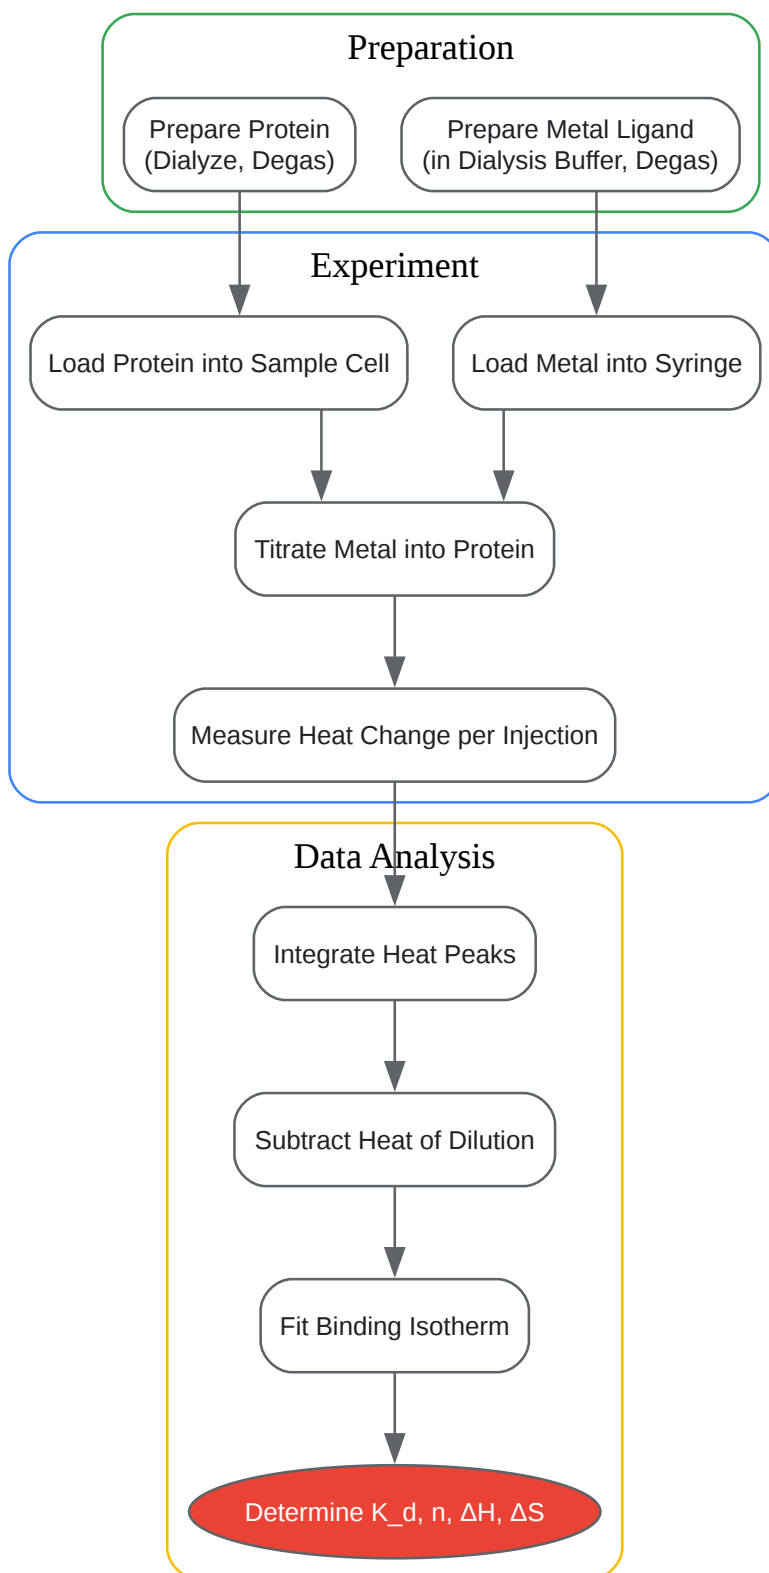 Preparation
Prepare Protein
(Dialyze, Degas)
Prepare Metal Ligand
(in Dialysis Buffer, Degas)
Experiment
Load Protein into Sample Cell
Load Metal into Syringe
Titrate Metal into Protein
Measure Heat Change per Injection
Data Analysis
Integrate Heat Peaks
Subtract Heat of Dilution
Fit Binding Isotherm
Determine K_d, n, ΔH, ΔS